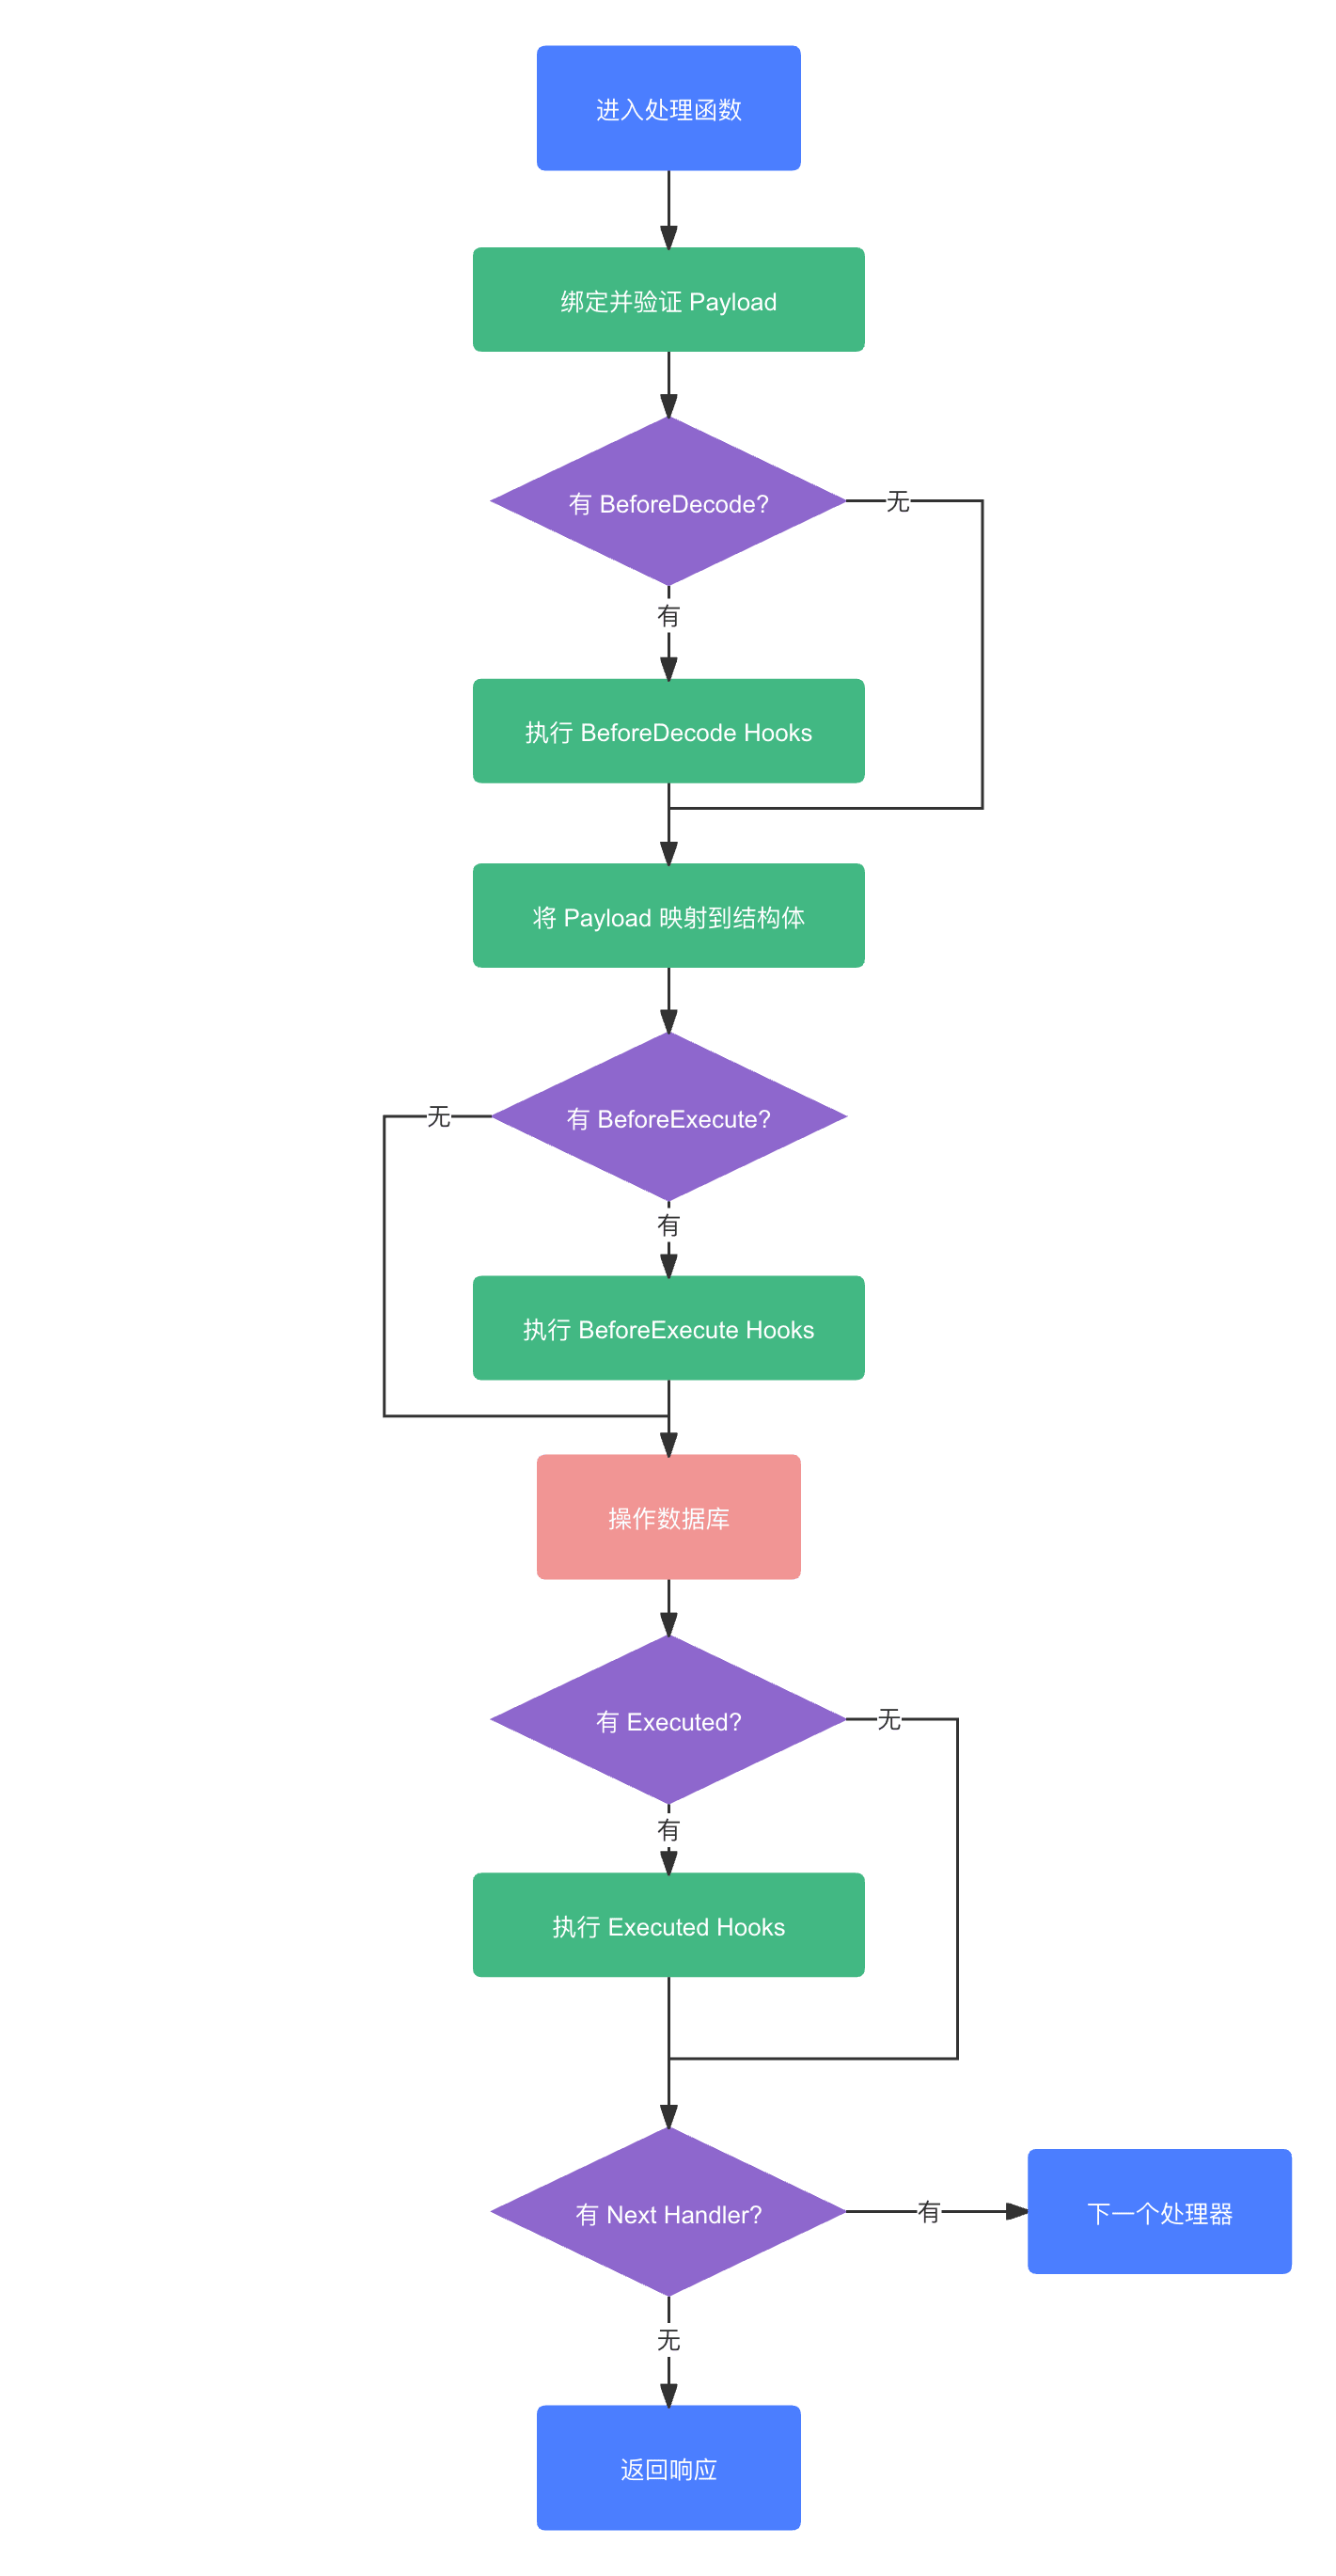 进入处理函数
绑定并验证 Payload
有 BeforeDecode?
无
有
执行 BeforeDecode Hooks
将 Payload 映射到结构体
无
有 BeforeExecute?
有
执行 BeforeExecute Hooks
操作数据库
有 Executed?
无
有
执行 Executed Hooks
有 Next Handler?
有
下一个处理器
无
返回响应